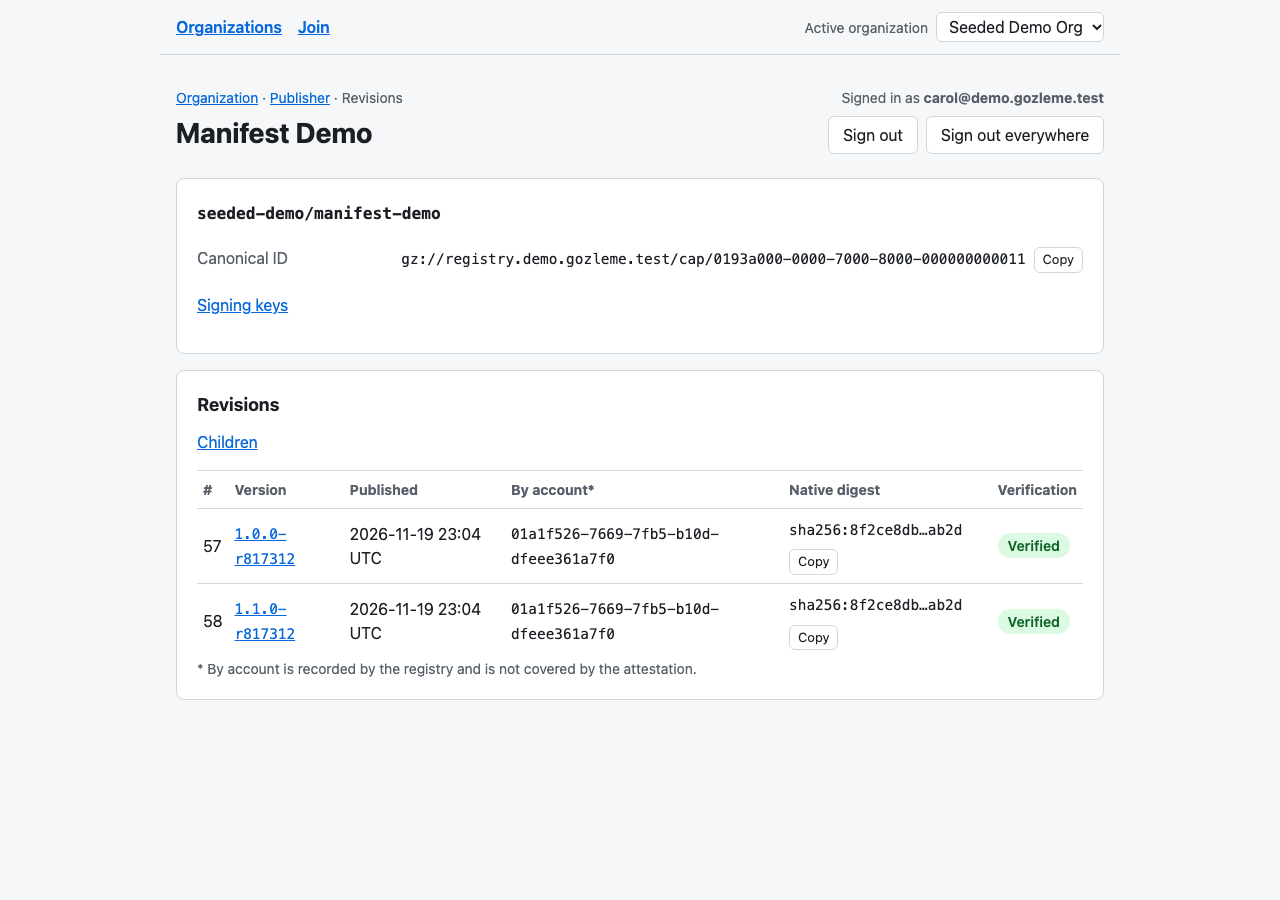 Organizations Join Active organization Seeded Demo Org
Organization · Publisher · Revisions Signed in as carol@demo.gozleme.test
Manifest Demo Sign out Sign out everywhere
seeded-demo/manifest-demo
Canonical ID gz://registry.demo.gozleme.test/cap/0193a000-0000-7000-8000-000000000011 Copy
Signing keys
Revisions
Children
# Version Published By account* Native digest Verification
57 1.0.0-r817312 2026-11-19 23:04 UTC 01a1f526-7669-7fb5-b10d-dfeee361a7f0 sha256:8f2ce8db…ab2d Copy Verified
58 1.1.0-r817312 2026-11-19 23:04 UTC 01a1f526-7669-7fb5-b10d-dfeee361a7f0 sha256:8f2ce8db…ab2d Copy Verified
* By account is recorded by the registry and is not covered by the attestation.